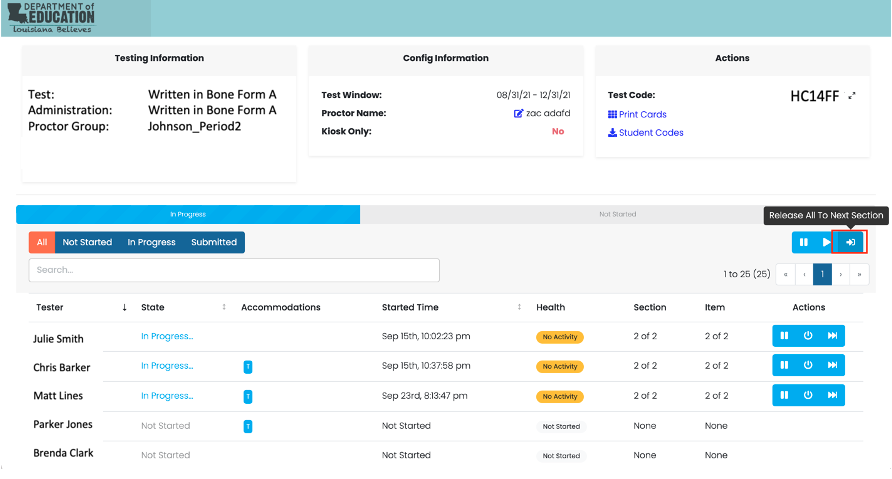 DEPARTMENT of
EDUCATION
Louisiana Believes
Testing Information
Test: Written in Bone Form A
Administration: Written in Bone Form A
Proctor Group: Johnson_Period2
Config Information
Test Window: 08/31/21 - 12/31/21
Proctor Name: zac adafd
Kiosk Only: No
Actions
Test Code: HC14FF
Print Cards
Student Codes
In Progress Not Started
Release All To Next Section
All Not Started In Progress Submitted
Search...
1 to 25 (25) « ‹ 1 › »
Tester ↓ State Accommodations Started Time Health Section Item Actions
Julie Smith In Progress... Sep 15th, 10:02:23 pm No Activity 2 of 2 2 of 2
Chris Barker In Progress... T Sep 15th, 10:37:58 pm No Activity 2 of 2 2 of 2
Matt Lines In Progress... T Sep 23rd, 8:13:47 pm No Activity 2 of 2 2 of 2
Parker Jones Not Started T Not Started Not Started None None
Brenda Clark Not Started Not Started Not Started None None